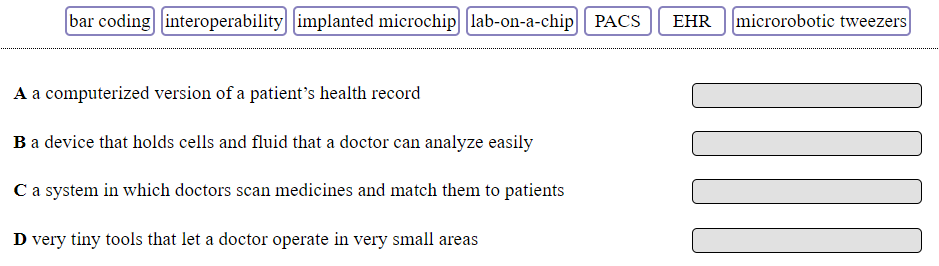 bar coding interoperability implanted microchip lab-on-a-chip PACS EHR microrobotic tweezers
A a computerized version of a patient’s health record
B a device that holds cells and fluid that a doctor can analyze easily
C a system in which doctors scan medicines and match them to patients
D very tiny tools that let a doctor operate in very small areas